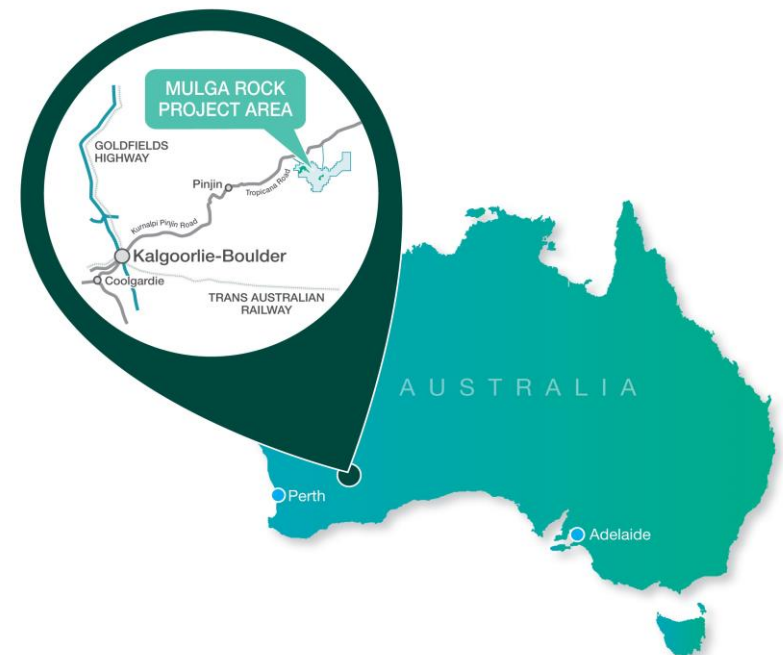 MULGA ROCK
PROJECT AREA
GOLDFIELDS
HIGHWAY
Pinjin
Tropicana Road
Kurnalpi Pinjin Road
Kalgoorlie-Boulder
Coolgardie
TRANS AUSTRALIAN
RAILWAY
AUSTRALIA
Perth
Adelaide